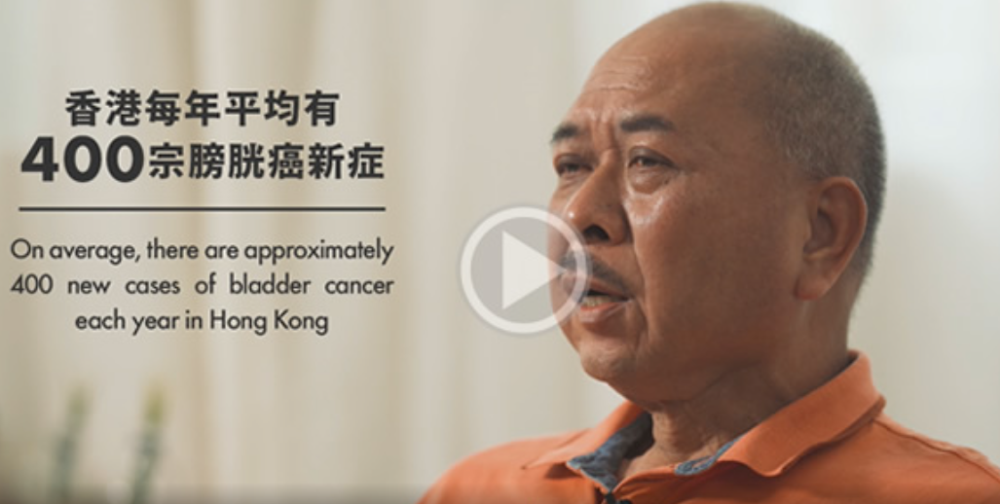 香港每年平均有
400宗膀胱癌新症
On average, there are approximately
400 new cases of bladder cancer
each year in Hong Kong